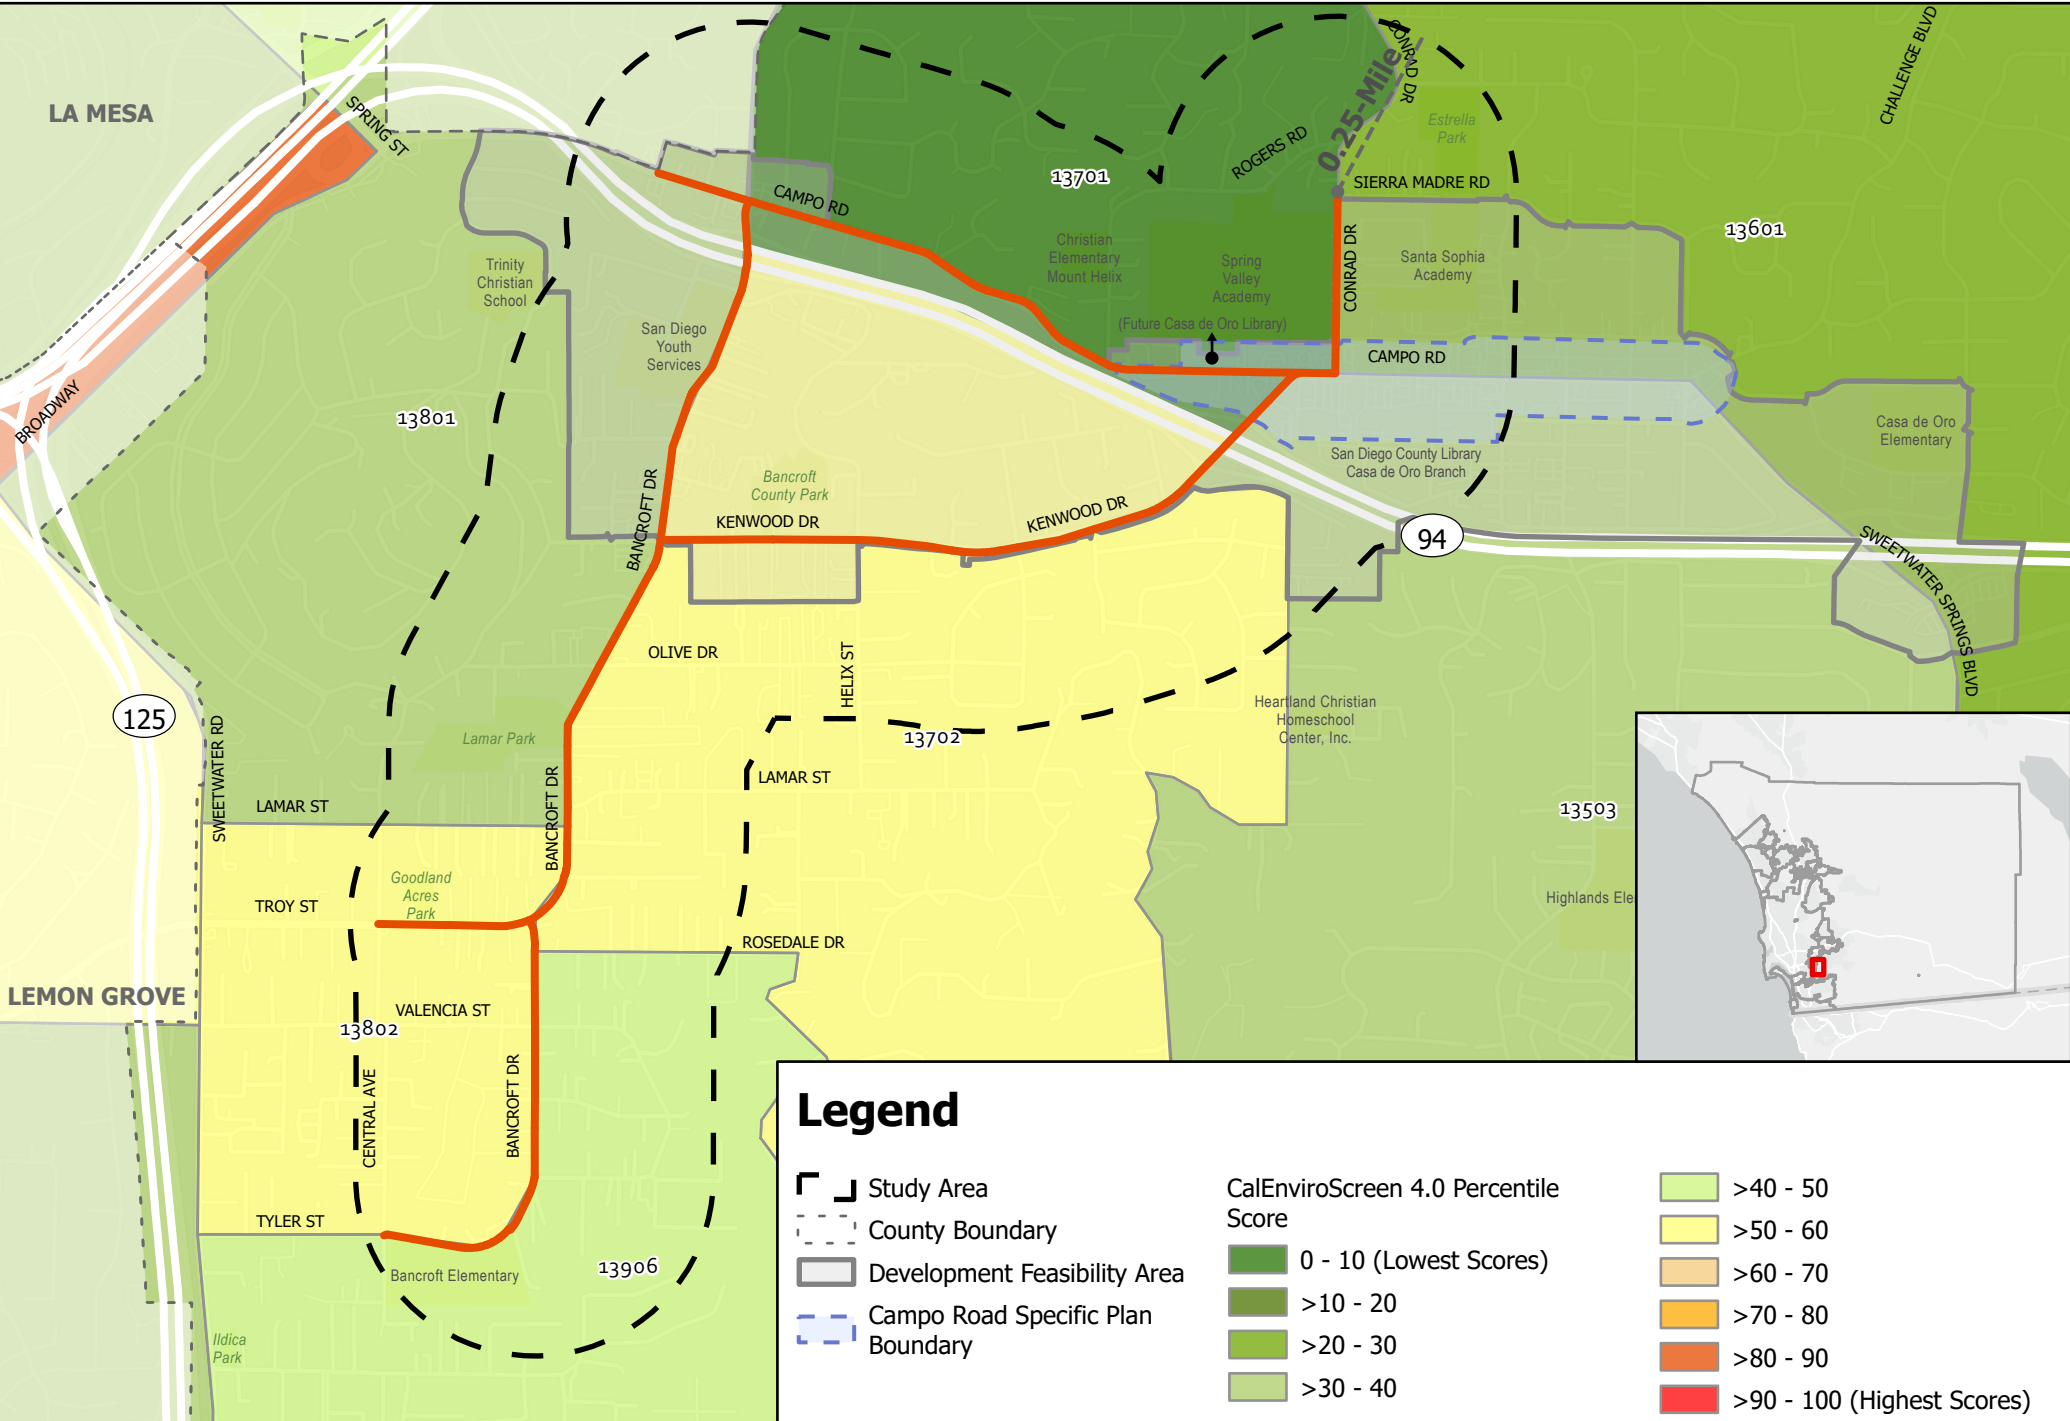 LA MESA
SPRING ST
CONRAD DR
0.25-Mile
CHALLENGE BLVD
Estrella
Park
ROGERS RD
13701
SIERRA MADRE RD
CAMPO RD
13601
Christian
Elementary
Mount Helix
Spring
Valley
Academy
CONRAD DR
Santa Sophia
Academy
Trinity
Christian
School
San Diego
Youth
Services
(Future Casa de Oro Library)
CAMPO RD
BROADWAY
13801
Casa de Oro
Elementary
San Diego County Library
Casa de Oro Branch
Bancroft
County Park
BANCROFT DR
KENWOOD DR
KENWOOD DR
94
SWEETWATER SPRINGS BLVD
OLIVE DR
HELIX ST
Heartland Christian
Homeschool
Center, Inc.
125
SWEETWATER RD
Lamar Park
13702
LAMAR ST
LAMAR ST
BANCROFT DR
13503
Goodland
Acres
Park
TROY ST
Highlands Ele
ROSEDALE DR
LEMON GROVE
VALENCIA ST
13802
CENTRAL AVE
BANCROFT DR
TYLER ST
Bancroft Elementary
13906
Ildica
Park
Legend
Study Area
County Boundary
Development Feasibility Area
Campo Road Specific Plan
Boundary
CalEnviroScreen 4.0 Percentile
Score
0 - 10 (Lowest Scores)
>10 - 20
>20 - 30
>30 - 40
>40 - 50
>50 - 60
>60 - 70
>70 - 80
>80 - 90
>90 - 100 (Highest Scores)